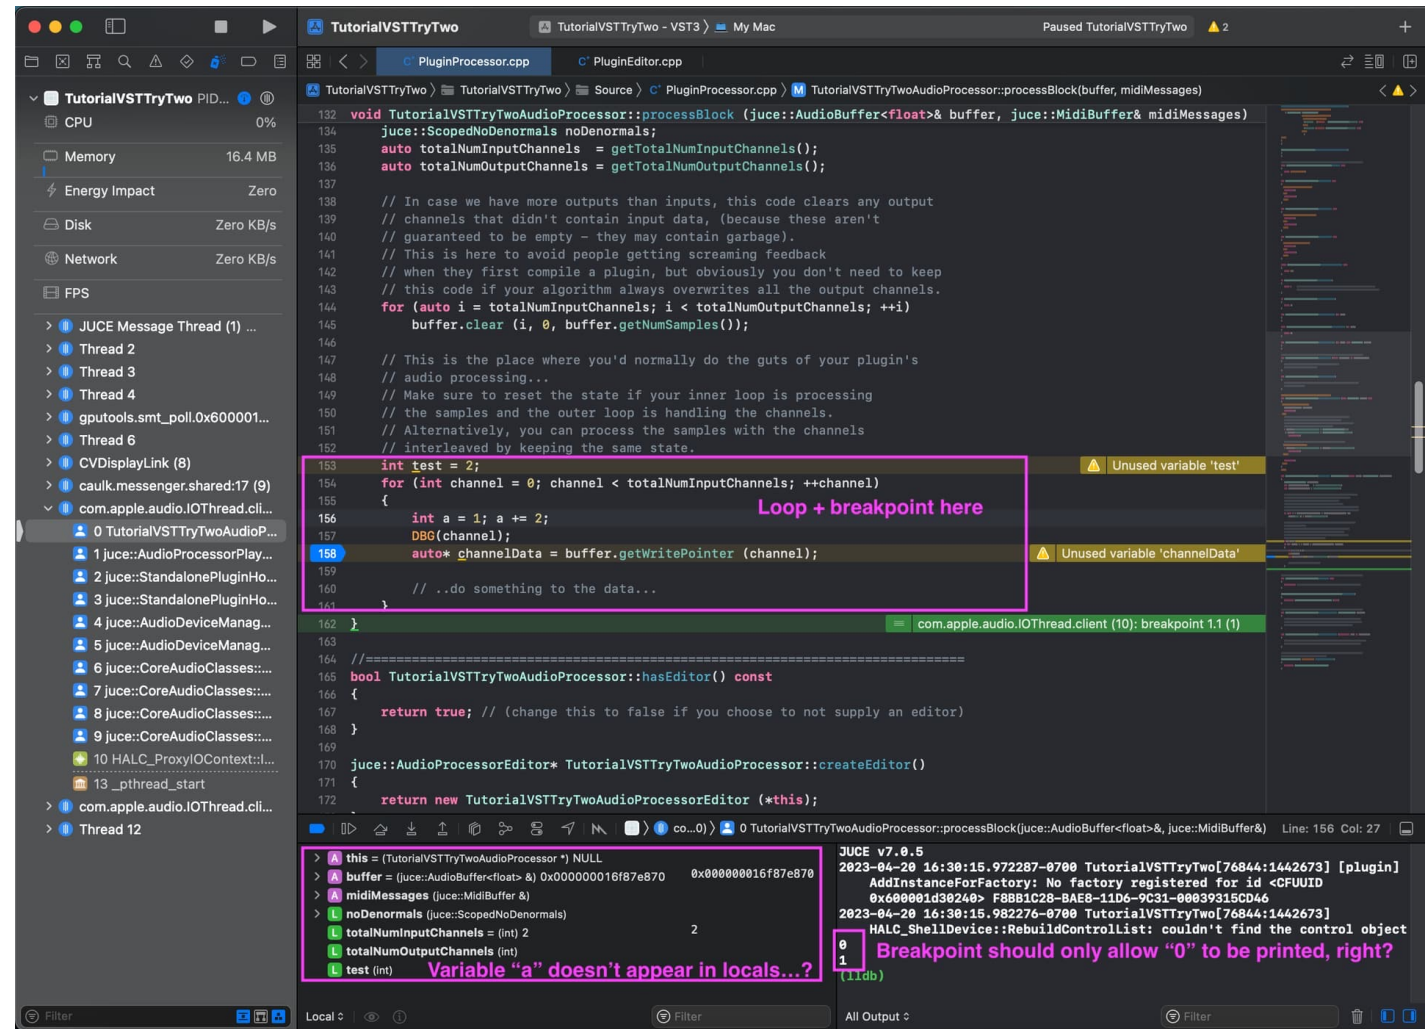 TutorialVSTTryTwo
TutorialVSTTryTwo - VST3 〉 My Mac
Paused TutorialVSTTryTwo
2
PluginProcessor.cpp
PluginEditor.cpp
TutorialVSTTryTwo 〉 TutorialVSTTryTwo 〉 Source 〉 PluginProcessor.cpp 〉 M TutorialVSTTryTwoAudioProcessor::processBlock(buffer, midiMessages)
TutorialVSTTryTwo PID...
CPU 0%
Memory 16.4 MB
Energy Impact Zero
Disk Zero KB/s
Network Zero KB/s
FPS
JUCE Message Thread (1) ...
Thread 2
Thread 3
Thread 4
gputools.smt_poll.0x600001...
Thread 6
CVDisplayLink (8)
caulk.messenger.shared:17 (9)
com.apple.audio.IOThread.cli...
0 TutorialVSTTryTwoAudioP...
1 juce::AudioProcessorPlay...
2 juce::StandalonePluginHo...
3 juce::StandalonePluginHo...
4 juce::AudioDeviceManag...
5 juce::AudioDeviceManag...
6 juce::CoreAudioClasses::...
7 juce::CoreAudioClasses::...
8 juce::CoreAudioClasses::...
9 juce::CoreAudioClasses::...
10 HALC_ProxyIOContext::I...
13 _pthread_start
com.apple.audio.IOThread.cli...
Thread 12
Filter
132 void TutorialVSTTryTwoAudioProcessor::processBlock (juce::AudioBuffer<float>& buffer, juce::MidiBuffer& midiMessages)
134 juce::ScopedNoDenormals noDenormals;
135 auto totalNumInputChannels  = getTotalNumInputChannels();
136 auto totalNumOutputChannels = getTotalNumOutputChannels();
137
138 // In case we have more outputs than inputs, this code clears any output
139 // channels that didn't contain input data, (because these aren't
140 // guaranteed to be empty - they may contain garbage).
141 // This is here to avoid people getting screaming feedback
142 // when they first compile a plugin, but obviously you don't need to keep
143 // this code if your algorithm always overwrites all the output channels.
144 for (auto i = totalNumInputChannels; i < totalNumOutputChannels; ++i)
145 buffer.clear (i, 0, buffer.getNumSamples());
146
147 // This is the place where you'd normally do the guts of your plugin's
148 // audio processing...
149 // Make sure to reset the state if your inner loop is processing
150 // the samples and the outer loop is handling the channels.
151 // Alternatively, you can process the samples with the channels
152 // interleaved by keeping the same state.
153 int test = 2; Unused variable 'test'
154 for (int channel = 0; channel < totalNumInputChannels; ++channel)
155 {
Loop + breakpoint here
156 int a = 1; a += 2;
157 DBG(channel);
158 auto* channelData = buffer.getWritePointer (channel); Unused variable 'channelData'
159
160 // ..do something to the data...
161 }
162 } com.apple.audio.IOThread.client (10): breakpoint 1.1 (1)
163
164 //==============================================================================
165 bool TutorialVSTTryTwoAudioProcessor::hasEditor() const
166 {
167 return true; // (change this to false if you choose to not supply an editor)
168 }
169
170 juce::AudioProcessorEditor* TutorialVSTTryTwoAudioProcessor::createEditor()
171 {
172 return new TutorialVSTTryTwoAudioProcessorEditor (*this);
co...0) 〉 0 TutorialVSTTryTwoAudioProcessor::processBlock(juce::AudioBuffer<float>&, juce::MidiBuffer&) Line: 156 Col: 27
A this = (TutorialVSTTryTwoAudioProcessor *) NULL
A buffer = (juce::AudioBuffer<float> &) 0x000000016f87e870 0x000000016f87e870
A midiMessages (juce::MidiBuffer &)
L noDenormals (juce::ScopedNoDenormals)
L totalNumInputChannels = (int) 2 2
L totalNumOutputChannels (int)
L test (int)
Variable “a” doesn’t appear in locals...?
Local
Filter
JUCE v7.0.5
2023-04-20 16:30:15.972287-0700 TutorialVSTTryTwo[76844:1442673] [plugin]
AddInstanceForFactory: No factory registered for id <CFUUID
0x600001d30240> F8BB1C28-BAE8-11D6-9C31-00039315CD46
2023-04-20 16:30:15.982276-0700 TutorialVSTTryTwo[76844:1442673]
HALC_ShellDevice::RebuildControlList: couldn't find the control object
0
1
Breakpoint should only allow “0” to be printed, right?
(lldb)
All Output
Filter